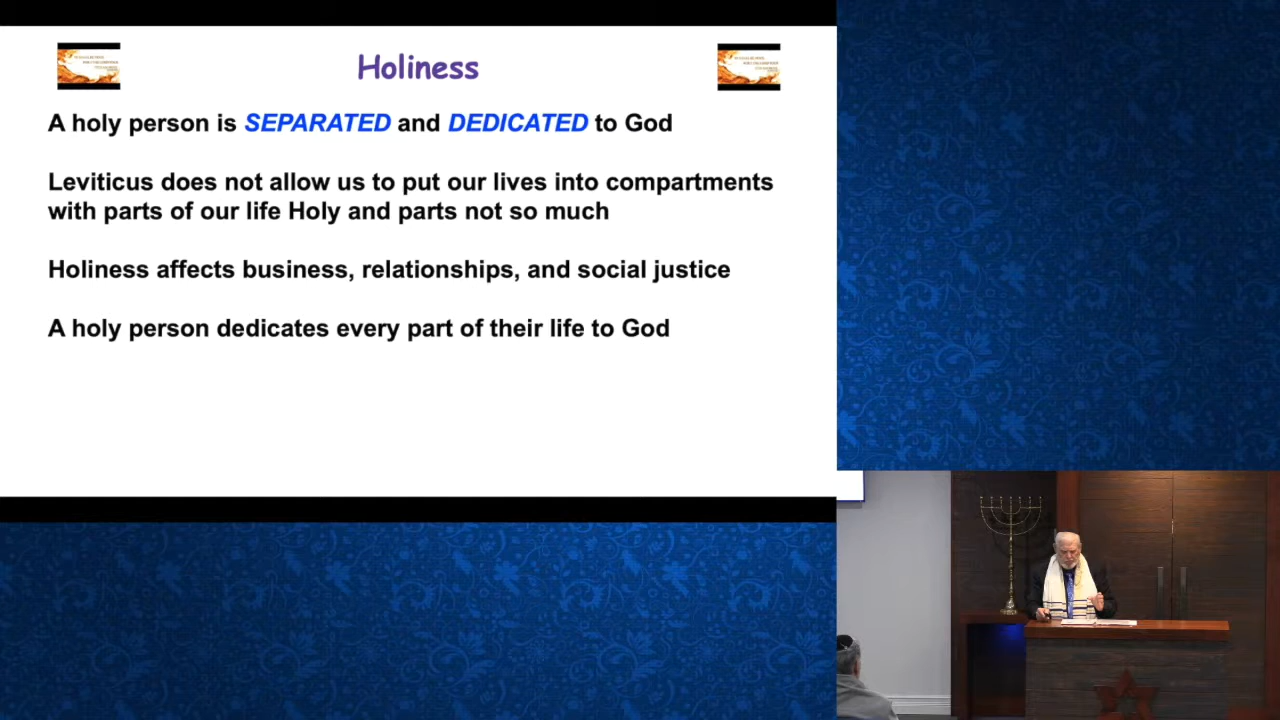 Holiness
A holy person is SEPARATED and DEDICATED to God
Leviticus does not allow us to put our lives into compartments
with parts of our life Holy and parts not so much
Holiness affects business, relationships, and social justice
A holy person dedicates every part of their life to God